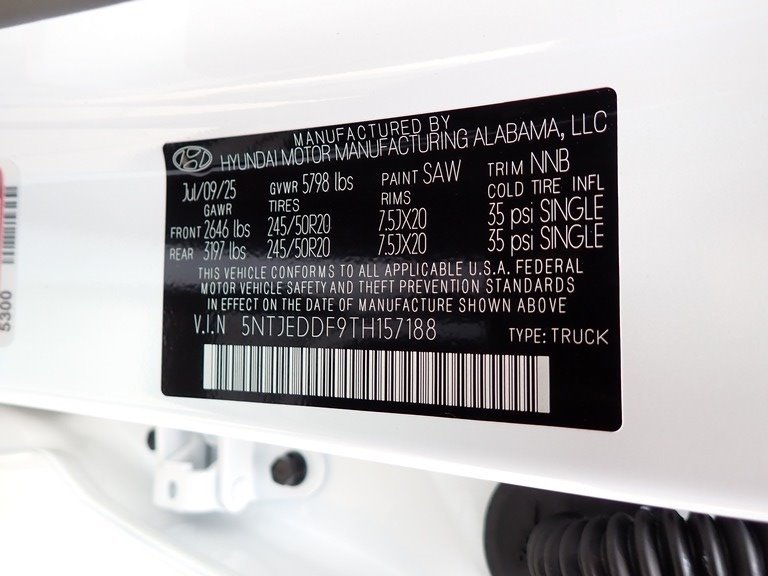 MANUFACTURED BY
HYUNDAI MOTOR MANUFACTURING ALABAMA, LLC
Jul/09/25 GVWR 5798 lbs PAINT SAW TRIM NNB
GAWR TIRES RIMS COLD TIRE INFL
FRONT 2646 lbs 245/50R20 7.5JX20 35 psi SINGLE
REAR 3197 lbs 245/50R20 7.5JX20 35 psi SINGLE
THIS VEHICLE CONFORMS TO ALL APPLICABLE U.S.A. FEDERAL
MOTOR VEHICLE SAFETY AND THEFT PREVENTION STANDARDS
IN EFFECT ON THE DATE OF MANUFACTURE SHOWN ABOVE
V.I.N 5NTJEDDF9TH157188 TYPE: TRUCK
5300